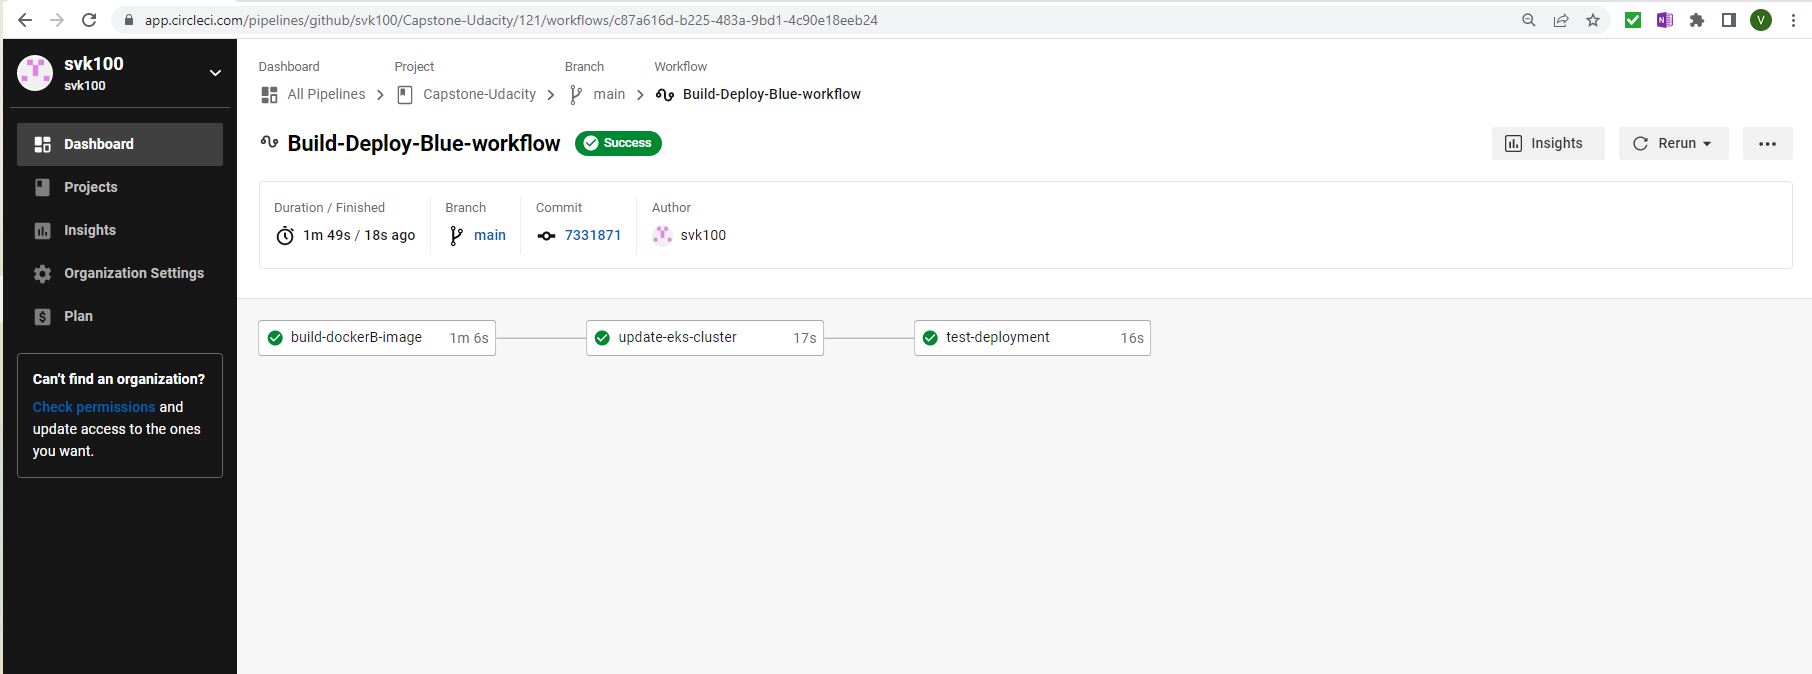 app.circleci.com/pipelines/github/svk100/Capstone-Udacity/121/workflows/c87a616d-b225-483a-9bd1-4c90e18eeb24
N
V
svk100
svk100
Dashboard
Projects
Insights
Organization Settings
Plan
Can't find an organization?
Check permissions and
update access to the ones
you want.
Dashboard Project Branch Workflow
All Pipelines Capstone-Udacity main Build-Deploy-Blue-workflow
Build-Deploy-Blue-workflow Success Insights Rerun
Duration / Finished Branch Commit Author
1m 49s / 18s ago main 7331871 svk100
build-dockerB-image 1m 6s update-eks-cluster 17s test-deployment 16s